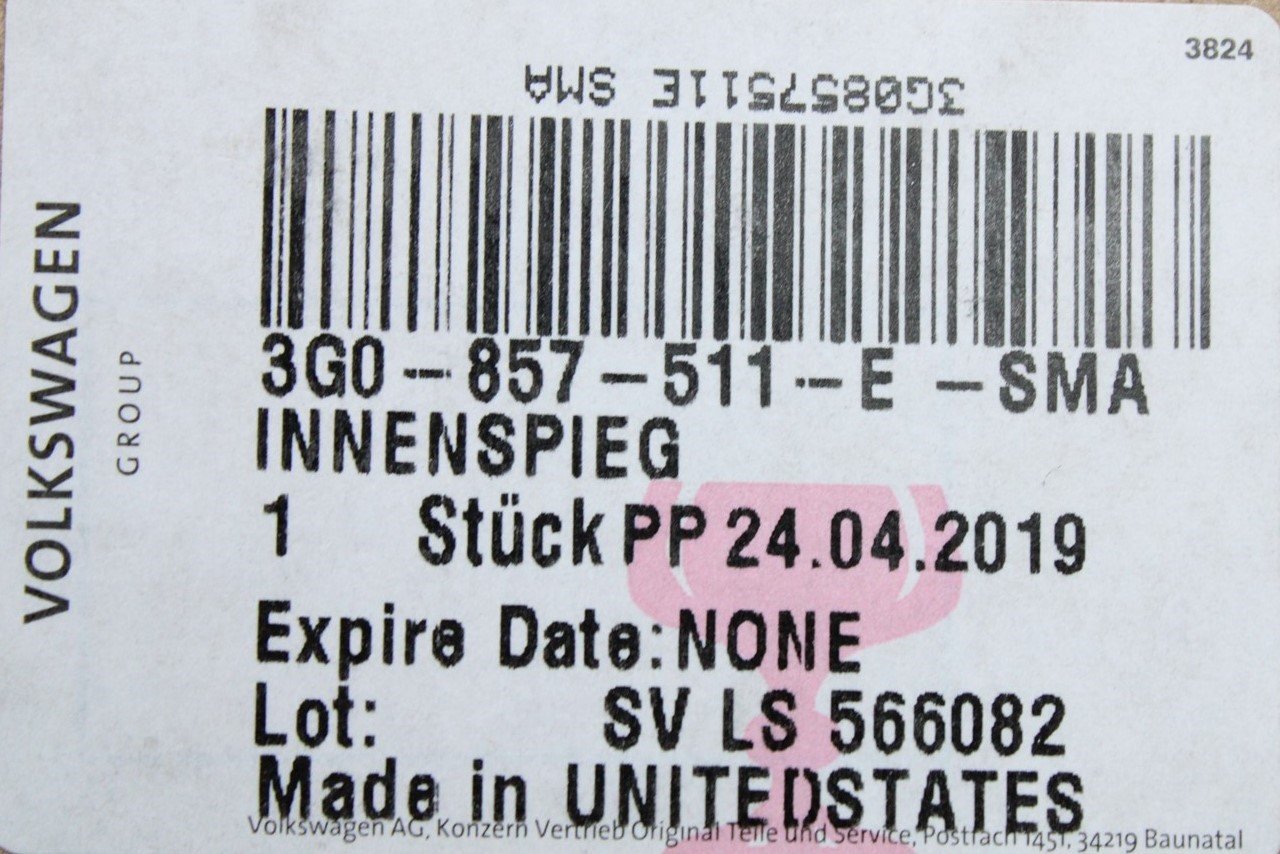 3824
3G0857511E SMA
VOLKSWAGEN
GROUP
3G0-857-511-E -SMA
INNENSPIEG
1 Stück PP 24.04.2019
Expire Date:NONE
Lot: SV LS 566082
Made in UNITEDSTATES
Volkswagen AG, Konzern Vertrieb Original Teile und Service, Postfach 1451, 34219 Baunatal